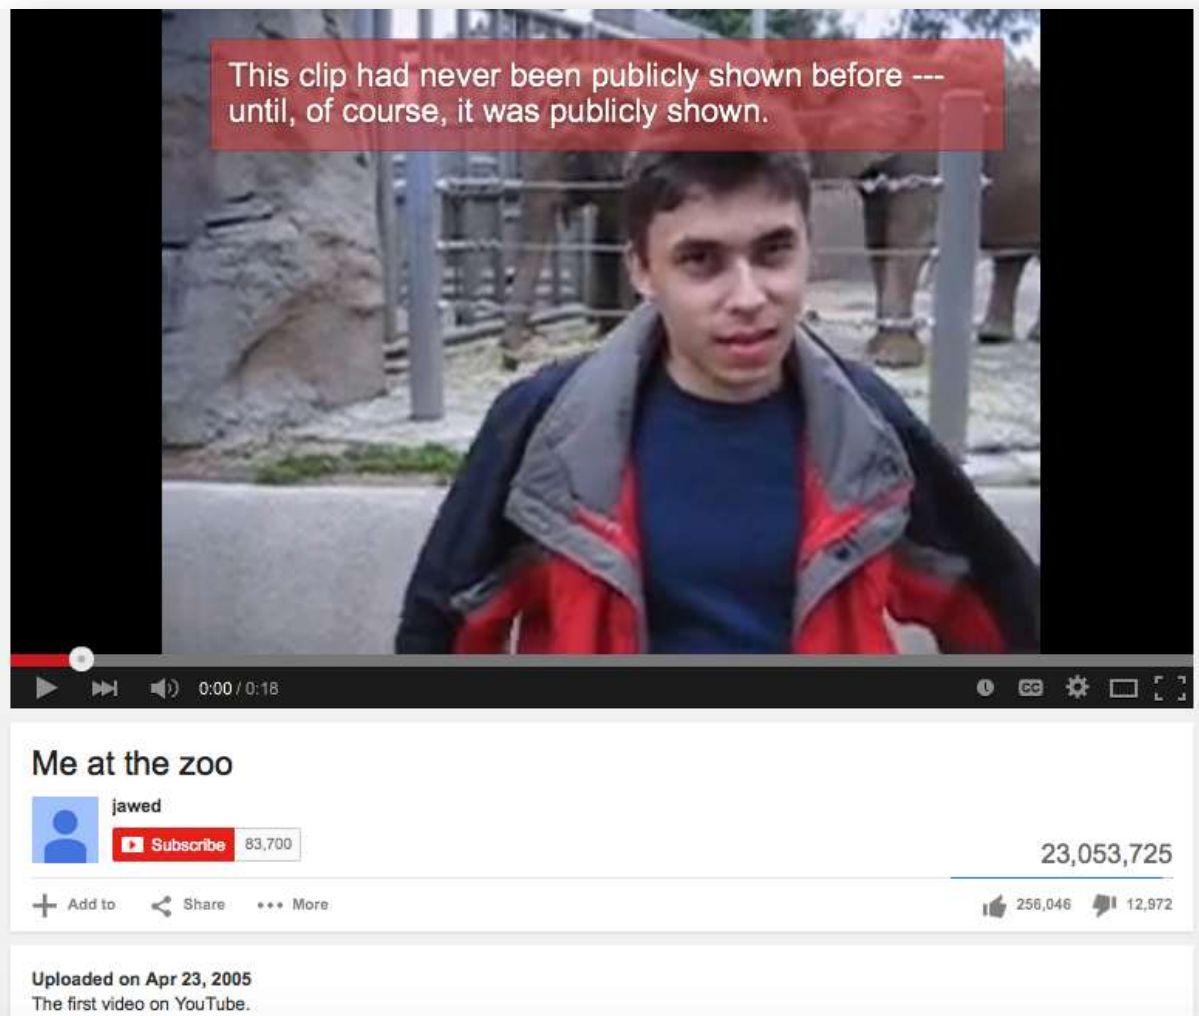 This clip had never been publicly shown before ---
until, of course, it was publicly shown.
0:00 / 0:18
CC
Me at the zoo
jawed
Subscribe 83,700
23,053,725
Add to Share More
256,046 12,972
Uploaded on Apr 23, 2005
The first video on YouTube.